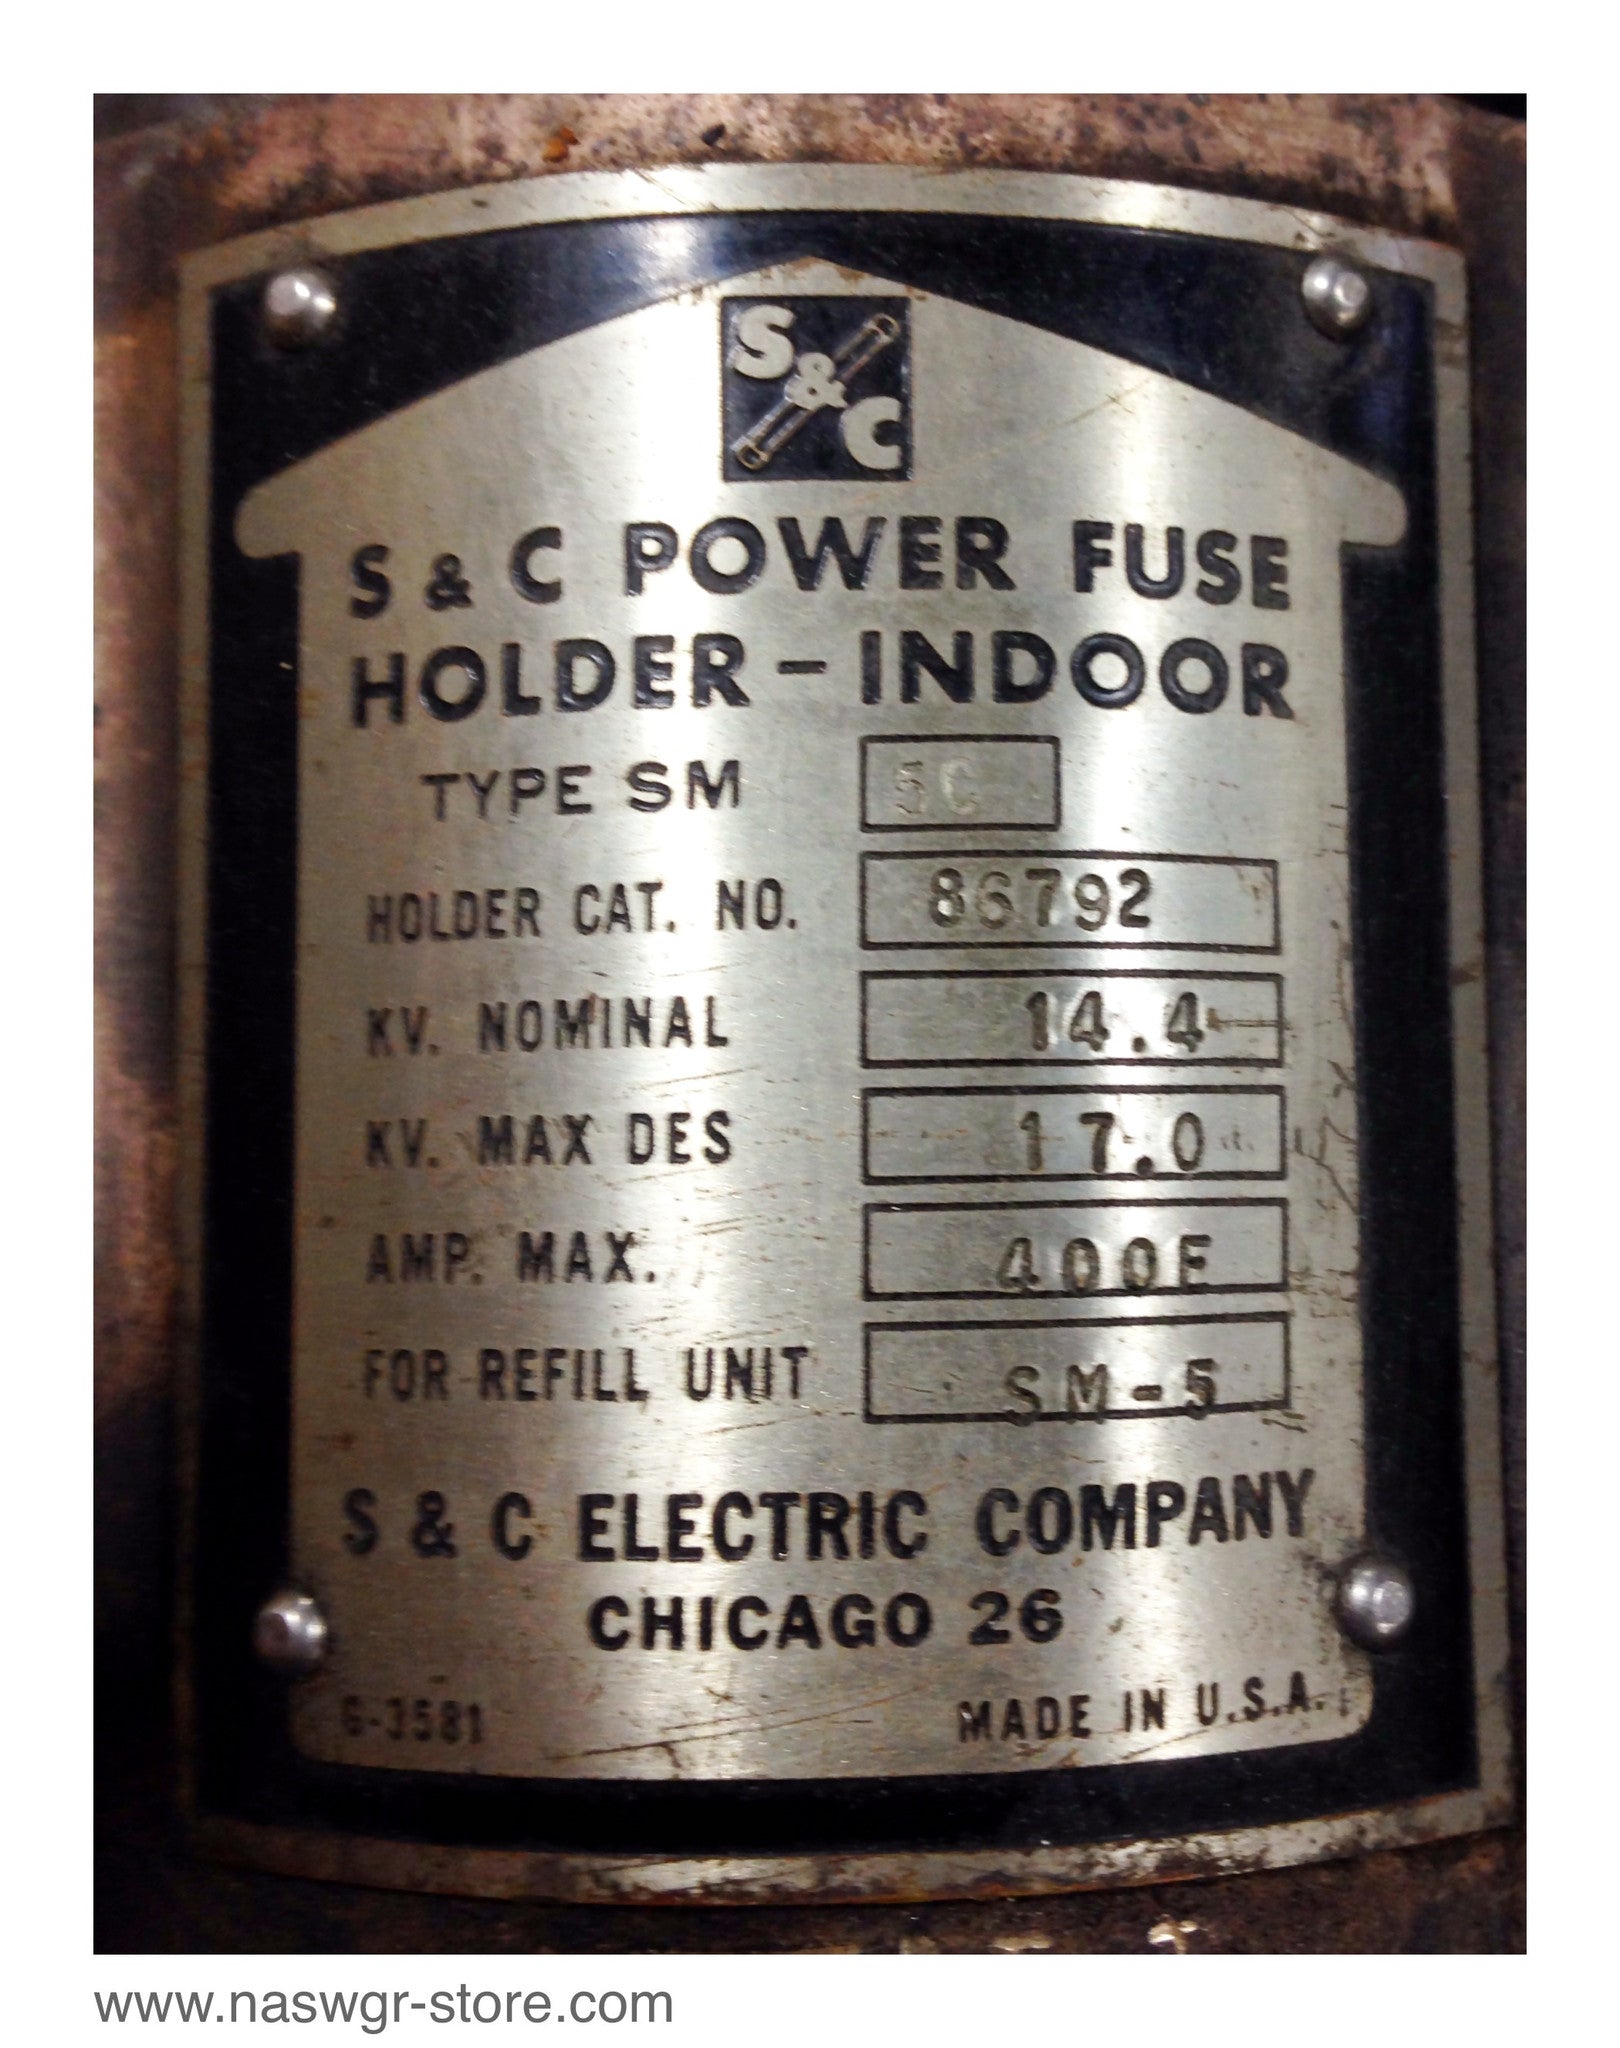 S&C
S & C POWER FUSE
HOLDER-INDOOR
TYPE SM 5C
HOLDER CAT. NO. 86792
KV. NOMINAL 14.4
KV. MAX DES 17.0
AMP. MAX. 400E
FOR REFILL UNIT SM-5
S & C ELECTRIC COMPANY
CHICAGO 26
G-3581 MADE IN U.S.A.
www.naswgr-store.com